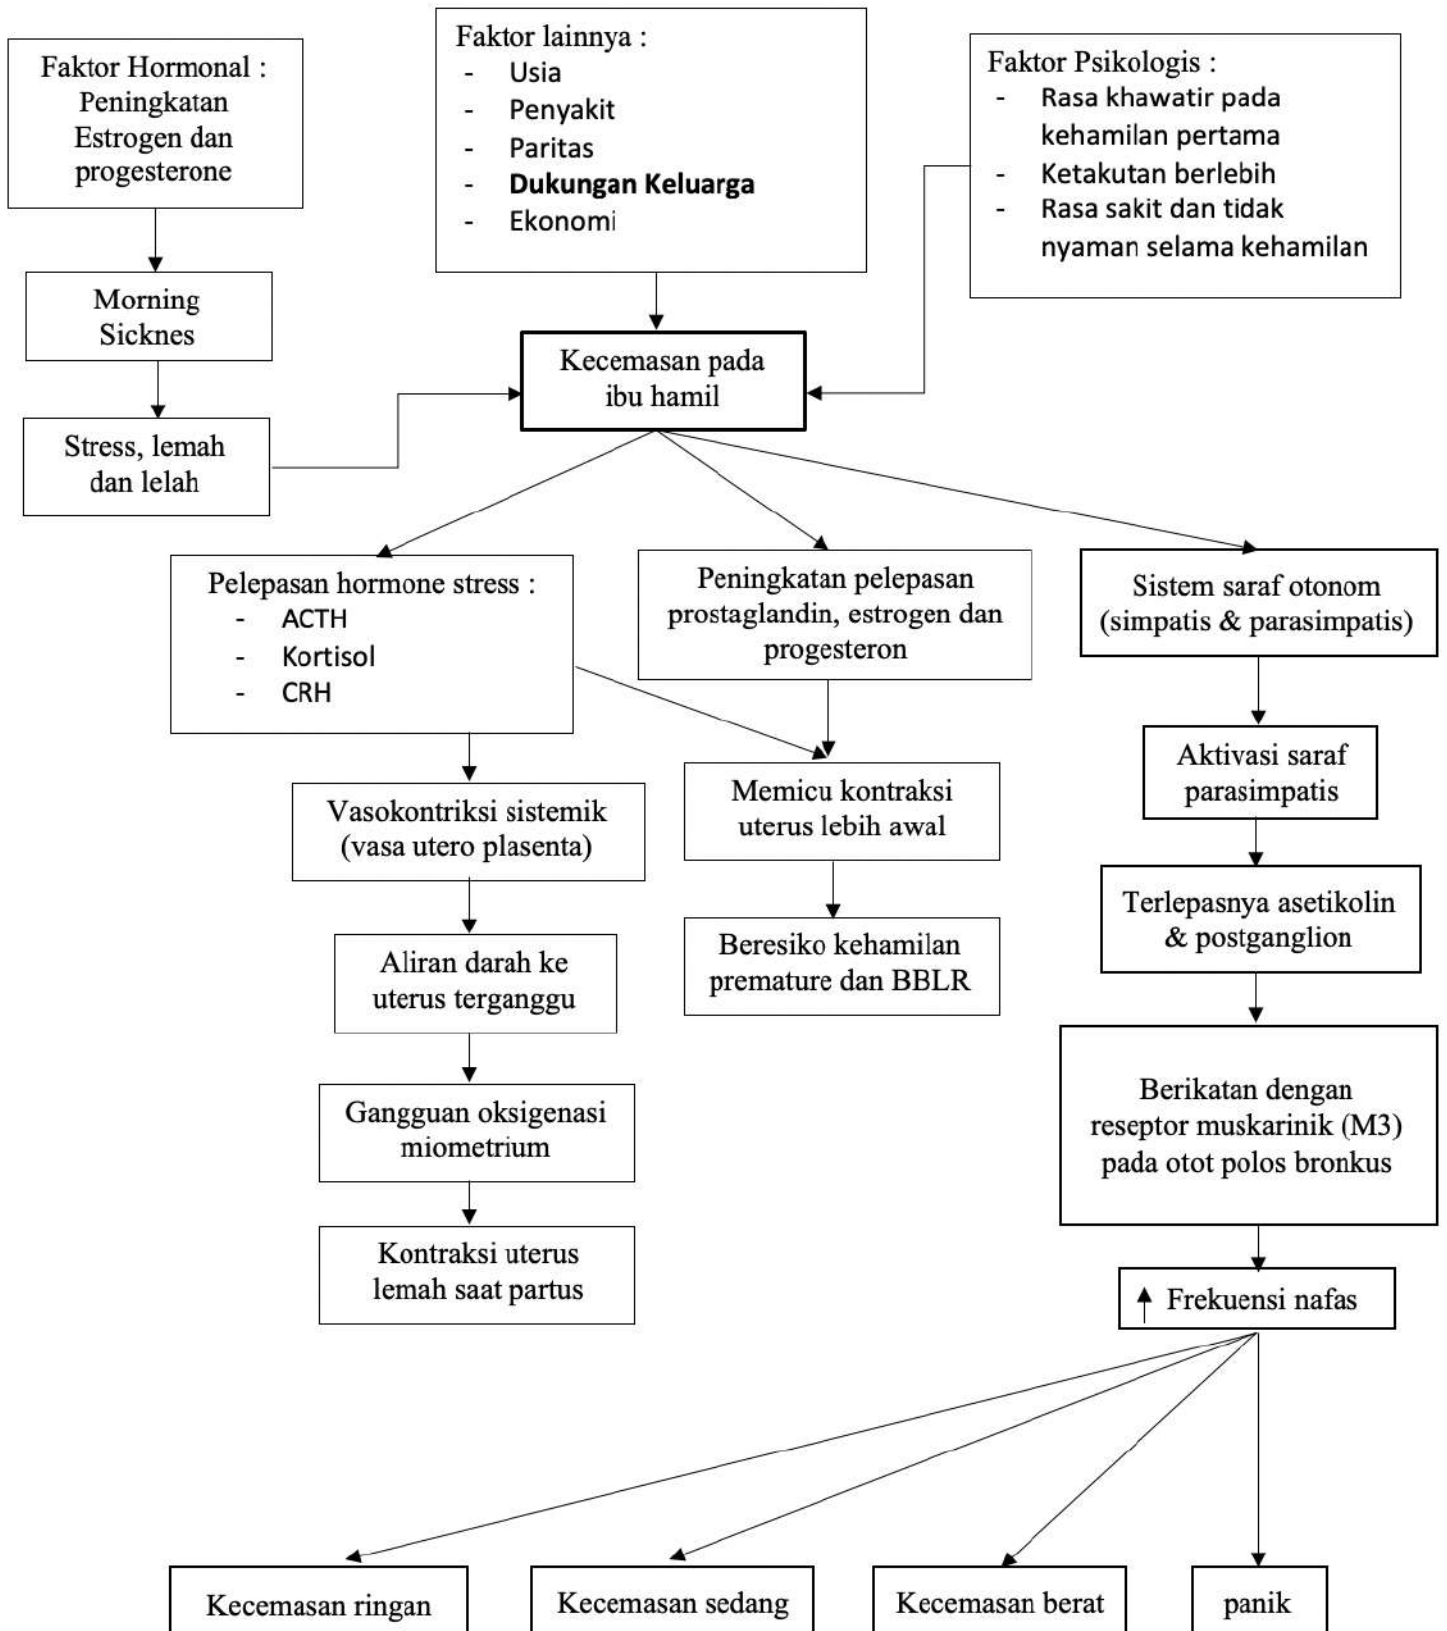 Faktor Hormonal :
Peningkatan
Estrogen dan
progesterone
Faktor lainnya :
- Usia
- Penyakit
- Paritas
- Dukungan Keluarga
- Ekonomi
Faktor Psikologis :
- Rasa khawatir pada
kehamilan pertama
- Ketakutan berlebih
- Rasa sakit dan tidak
nyaman selama kehamilan
Morning
Sicknes
Stress, lemah
dan lelah
Kecemasan pada
ibu hamil
Pelepasan hormone stress :
- ACTH
- Kortisol
- CRH
Peningkatan pelepasan
prostaglandin, estrogen dan
progesteron
Sistem saraf otonom
(simpatis & parasimpatis)
Vasokontriksi sistemik
(vasa utero plasenta)
Memicu kontraksi
uterus lebih awal
Aktivasi saraf
parasimpatis
Aliran darah ke
uterus terganggu
Beresiko kehamilan
premature dan BBLR
Terlepasnya asetikolin
& postganglion
Gangguan oksigenasi
miometrium
Berikatan dengan
reseptor muskarinik (M3)
pada otot polos bronkus
Kontraksi uterus
lemah saat partus
↑ Frekuensi nafas
Kecemasan ringan
Kecemasan sedang
Kecemasan berat
panik